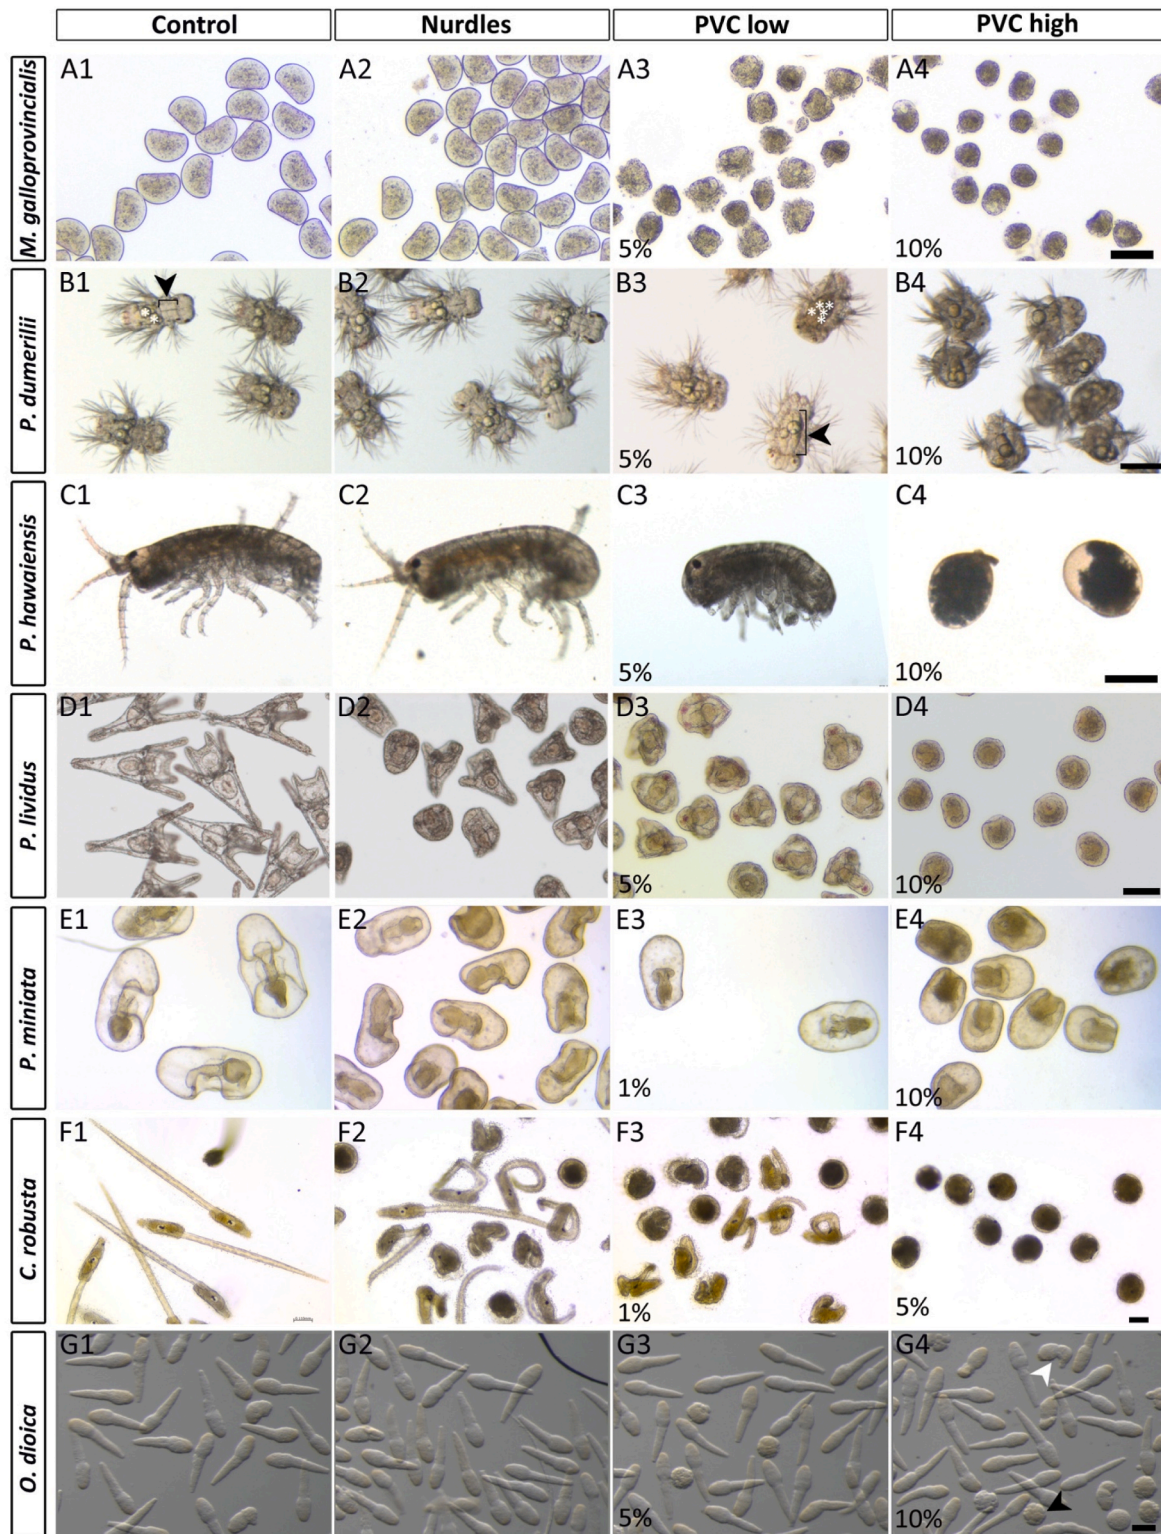 Control Nurdles PVC low PVC high
M. galloprovincialis
A1 A2 A3 A4
5% 10%
P. dumerilii
B1 B2 B3 B4
5% 10%
P. hawaiensis
C1 C2 C3 C4
5% 10%
P. lividus
D1 D2 D3 D4
5% 10%
P. miniata
E1 E2 E3 E4
1% 10%
C. robusta
F1 F2 F3 F4
1% 5%
O. dioica
G1 G2 G3 G4
5% 10%